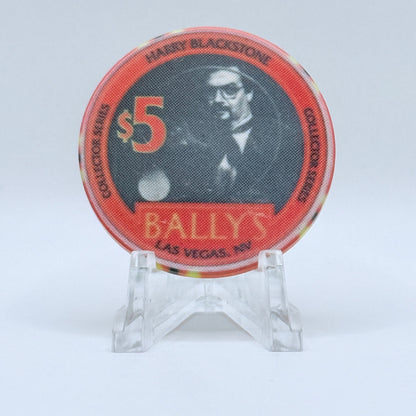 HARRY BLACKSTONE
COLLECTOR SERIES
COLLECTOR SERIES
$5
BALLY'S
LAS VEGAS, NV